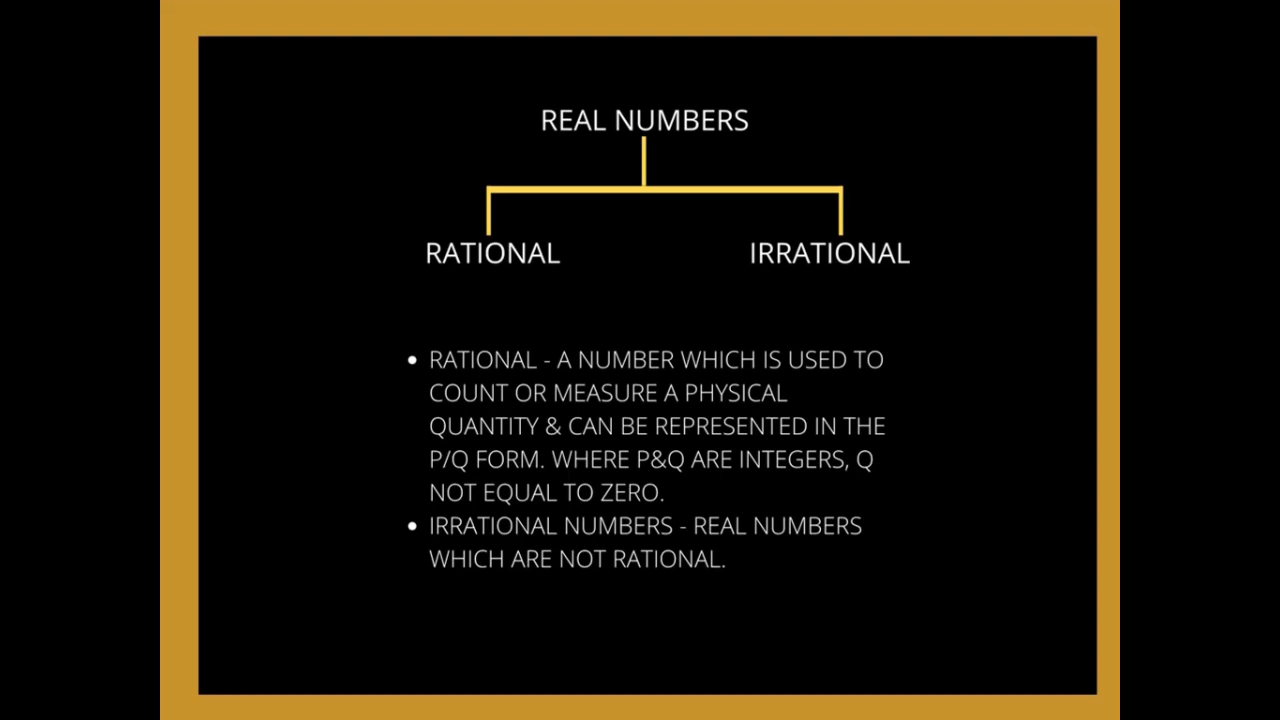 REAL NUMBERS
RATIONAL
IRRATIONAL
• RATIONAL - A NUMBER WHICH IS USED TO
COUNT OR MEASURE A PHYSICAL
QUANTITY & CAN BE REPRESENTED IN THE
P/Q FORM. WHERE P&Q ARE INTEGERS, Q
NOT EQUAL TO ZERO.
• IRRATIONAL NUMBERS - REAL NUMBERS
WHICH ARE NOT RATIONAL.